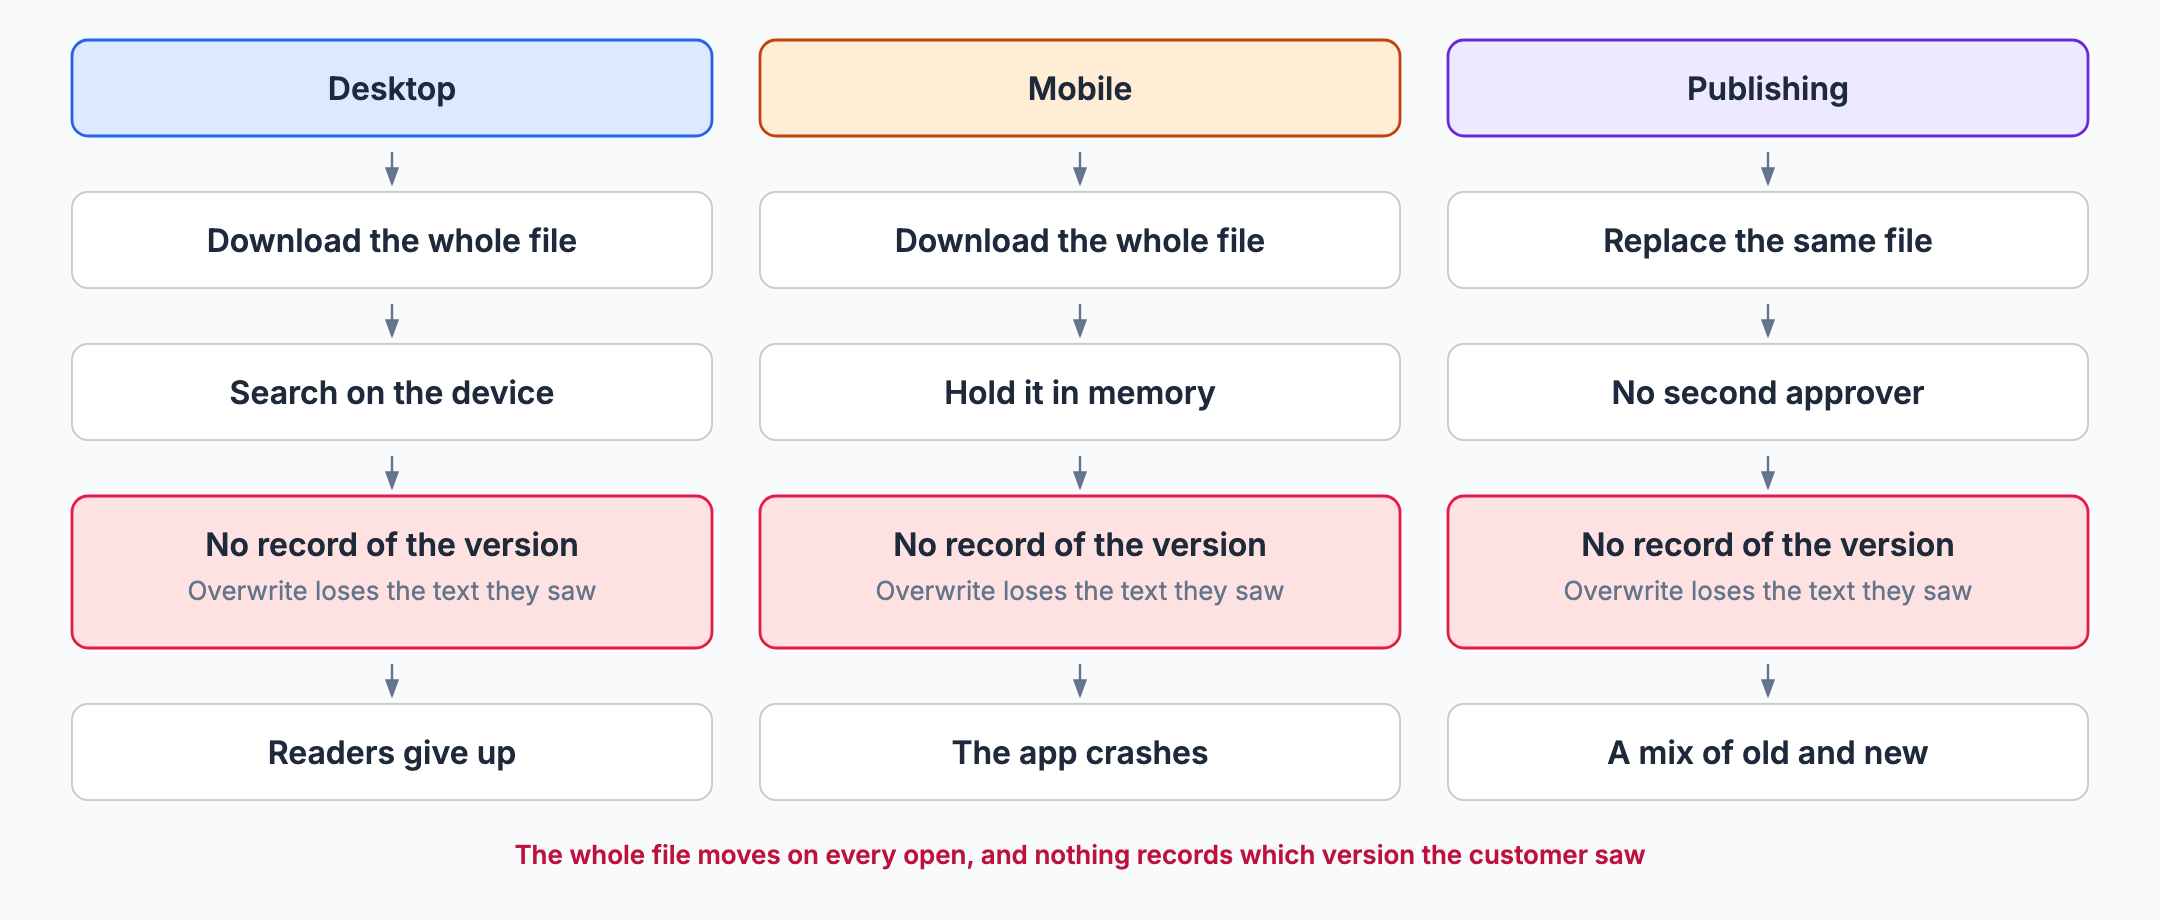 Desktop
Mobile
Publishing
Download the whole file
Download the whole file
Replace the same file
Search on the device
Hold it in memory
No second approver
No record of the version
Overwrite loses the text they saw
No record of the version
Overwrite loses the text they saw
No record of the version
Overwrite loses the text they saw
Readers give up
The app crashes
A mix of old and new
The whole file moves on every open, and nothing records which version the customer saw